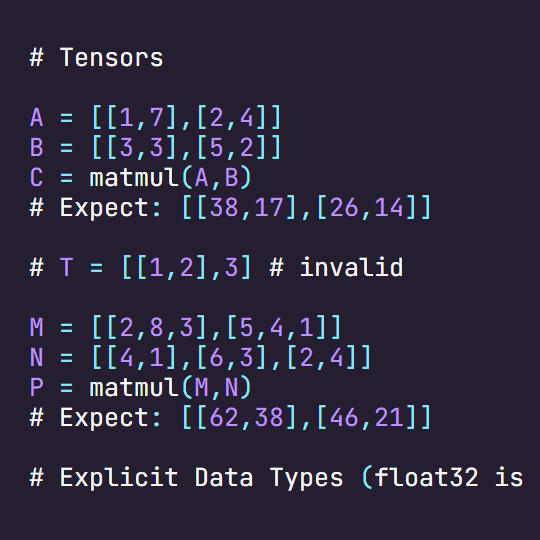 # Tensors
A = [[1,7],[2,4]]
B = [[3,3],[5,2]]
C = matmul(A,B)
# Expect: [[38,17],[26,14]]
# T = [[1,2],3] # invalid
M = [[2,8,3],[5,4,1]]
N = [[4,1],[6,3],[2,4]]
P = matmul(M,N)
# Expect: [[62,38],[46,21]]
# Explicit Data Types (float32 is